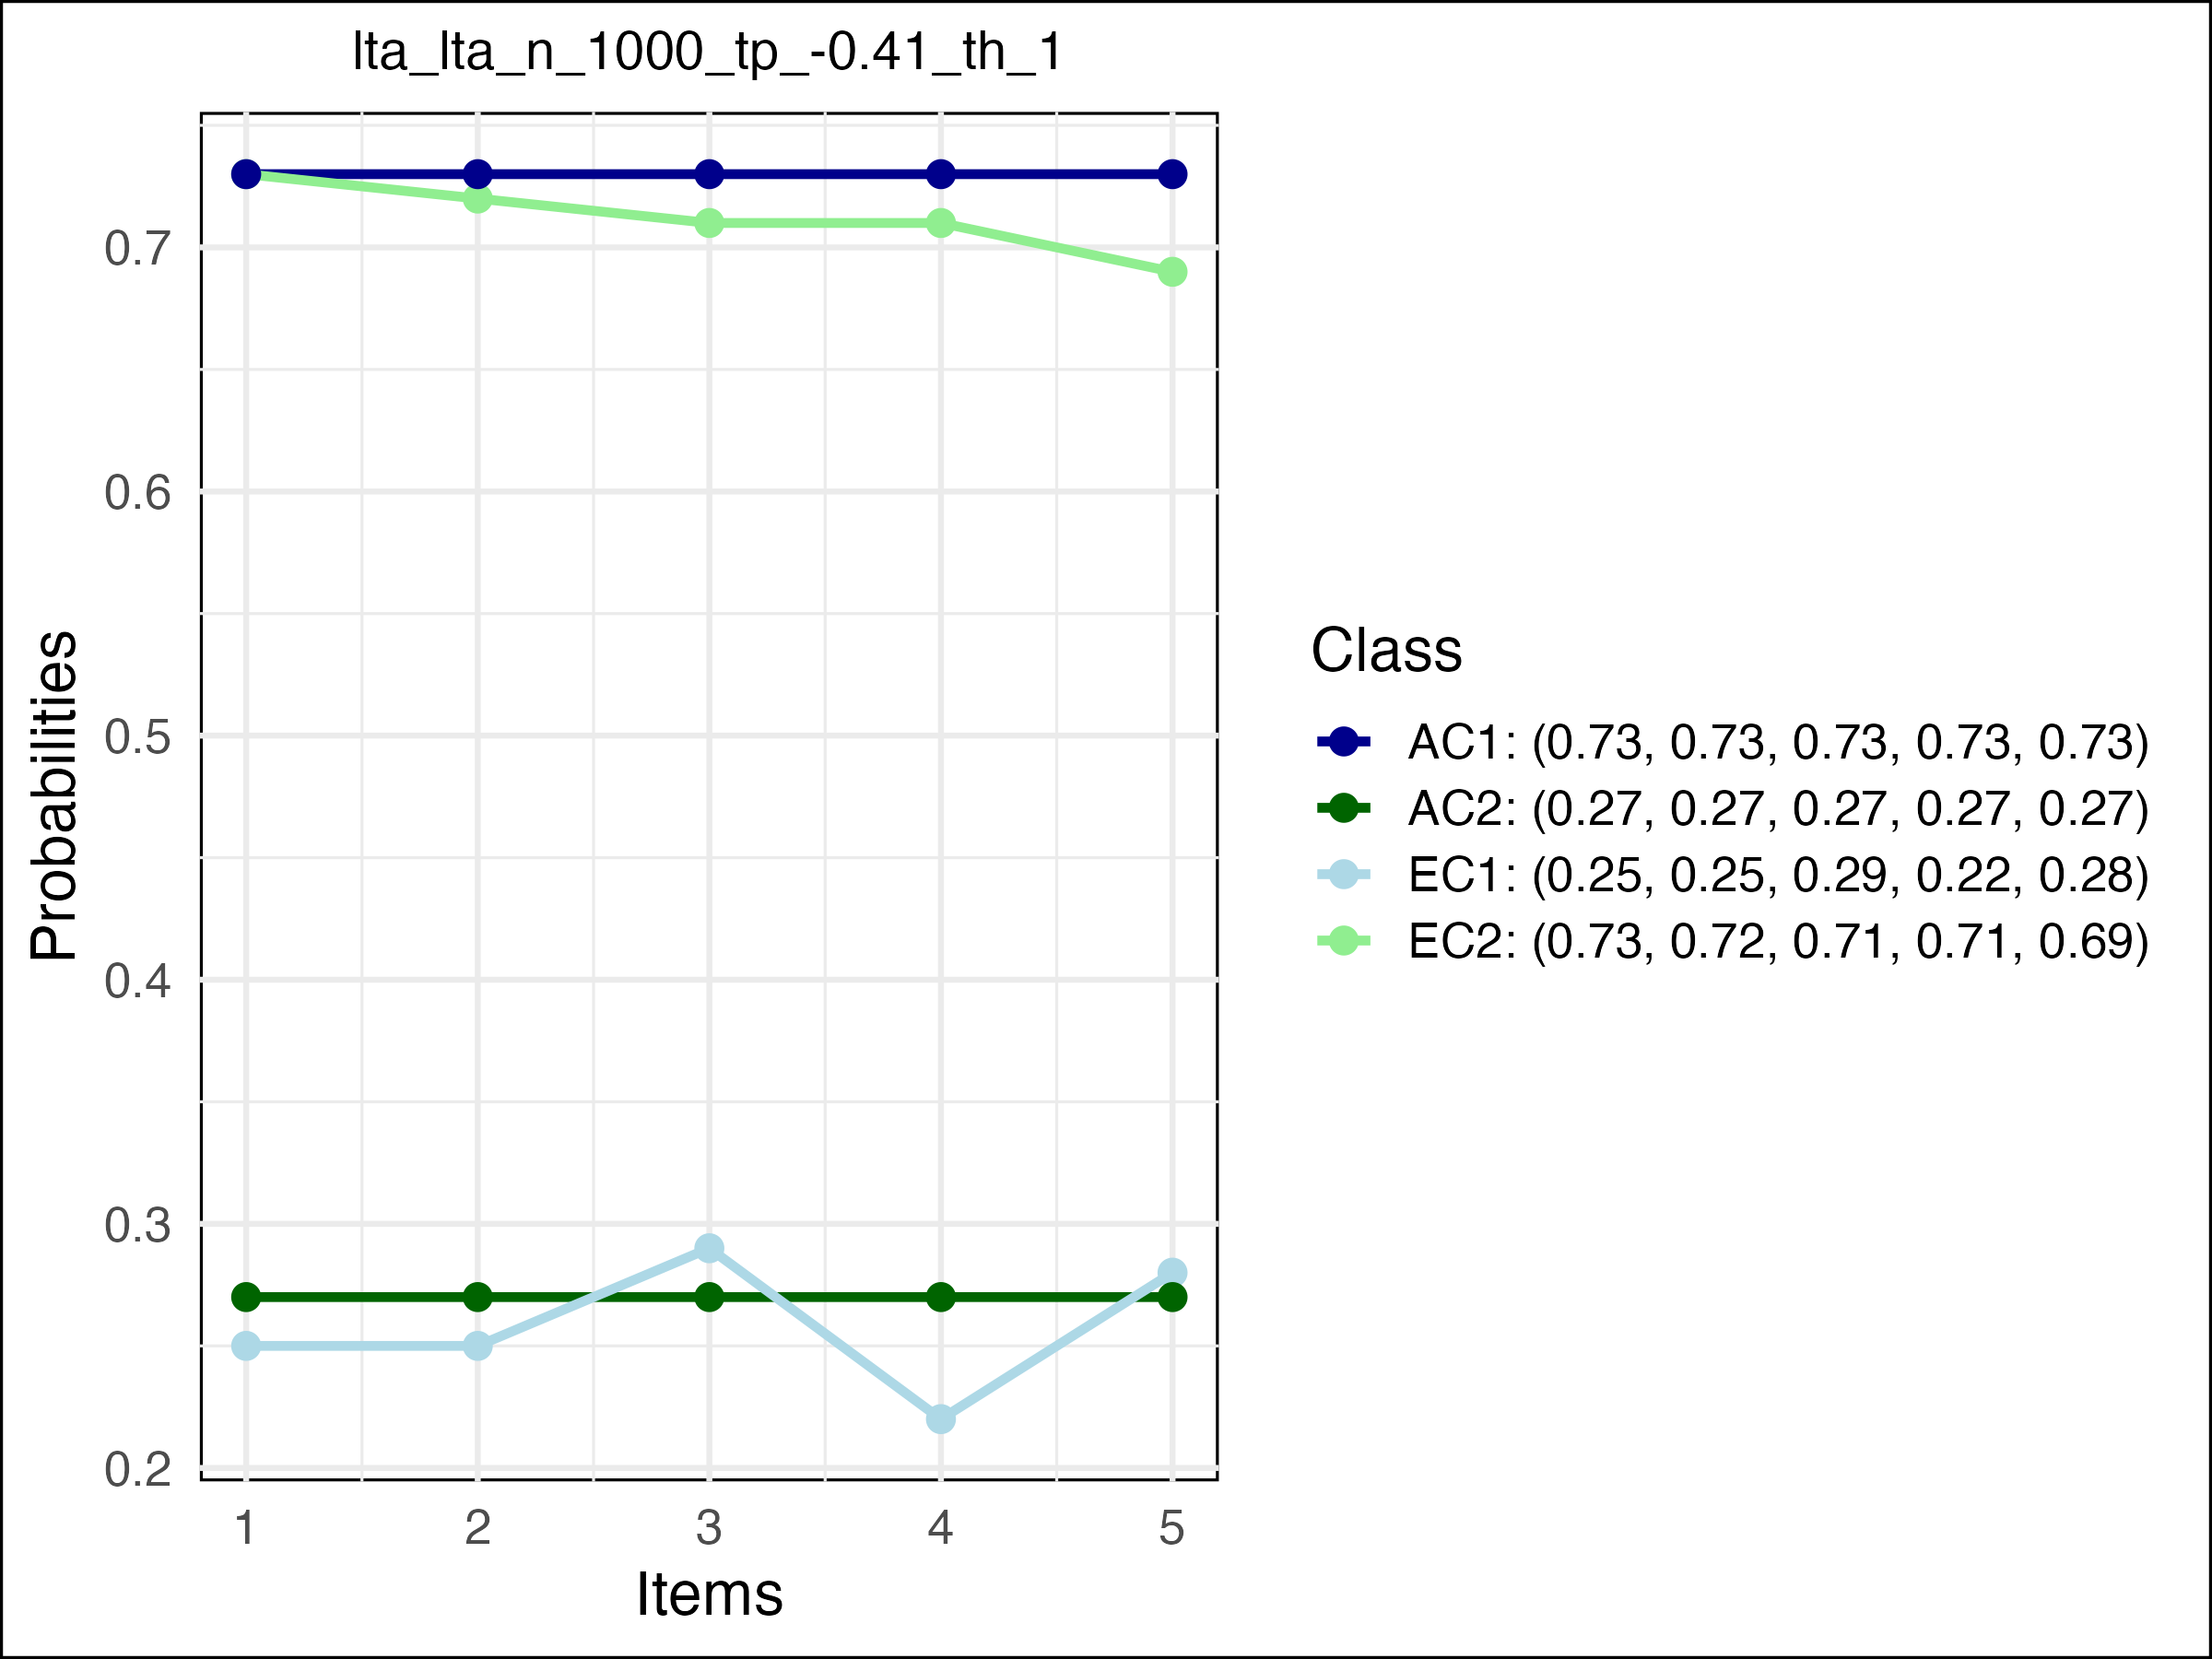 lta_lta_n_1000_tp_-0.41_th_1
Probabilities
0.7
0.6
0.5
0.4
0.3
0.2
1 2 3 4 5
Items
Class
AC1: (0.73, 0.73, 0.73, 0.73, 0.73)
AC2: (0.27, 0.27, 0.27, 0.27, 0.27)
EC1: (0.25, 0.25, 0.29, 0.22, 0.28)
EC2: (0.73, 0.72, 0.71, 0.71, 0.69)